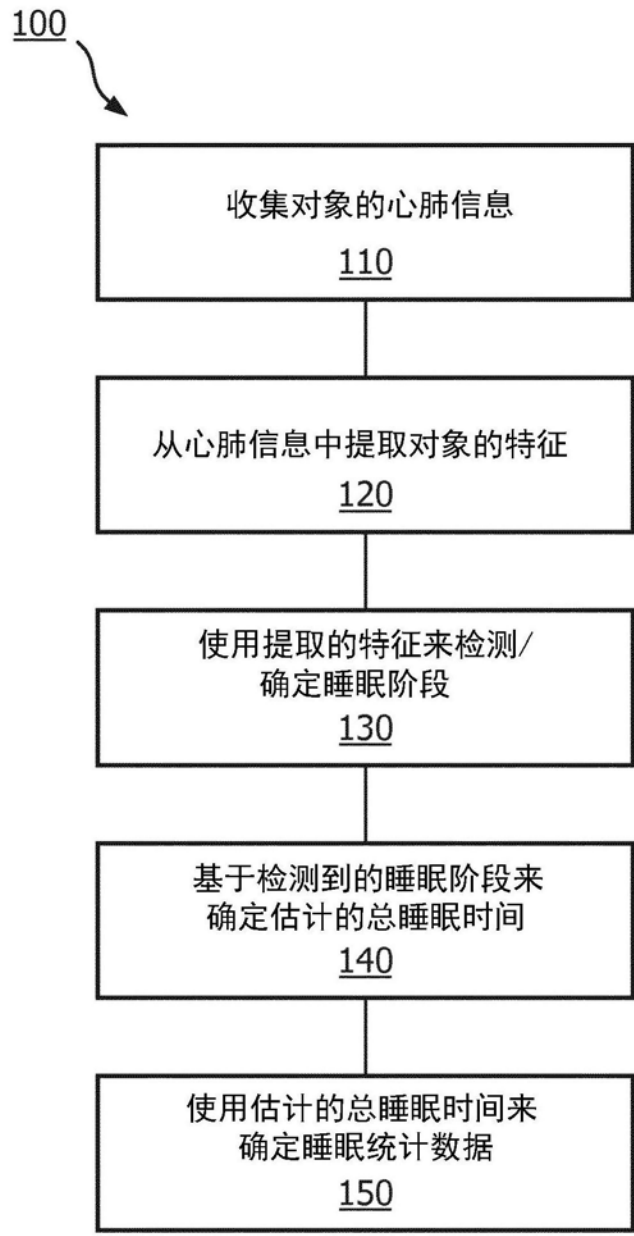 100
收集对象的心肺信息
110
从心肺信息中提取对象的特征
120
使用提取的特征来检测/
确定睡眠阶段
130
基于检测到的睡眠阶段来
确定估计的总睡眠时间
140
使用估计的总睡眠时间来
确定睡眠统计数据
150